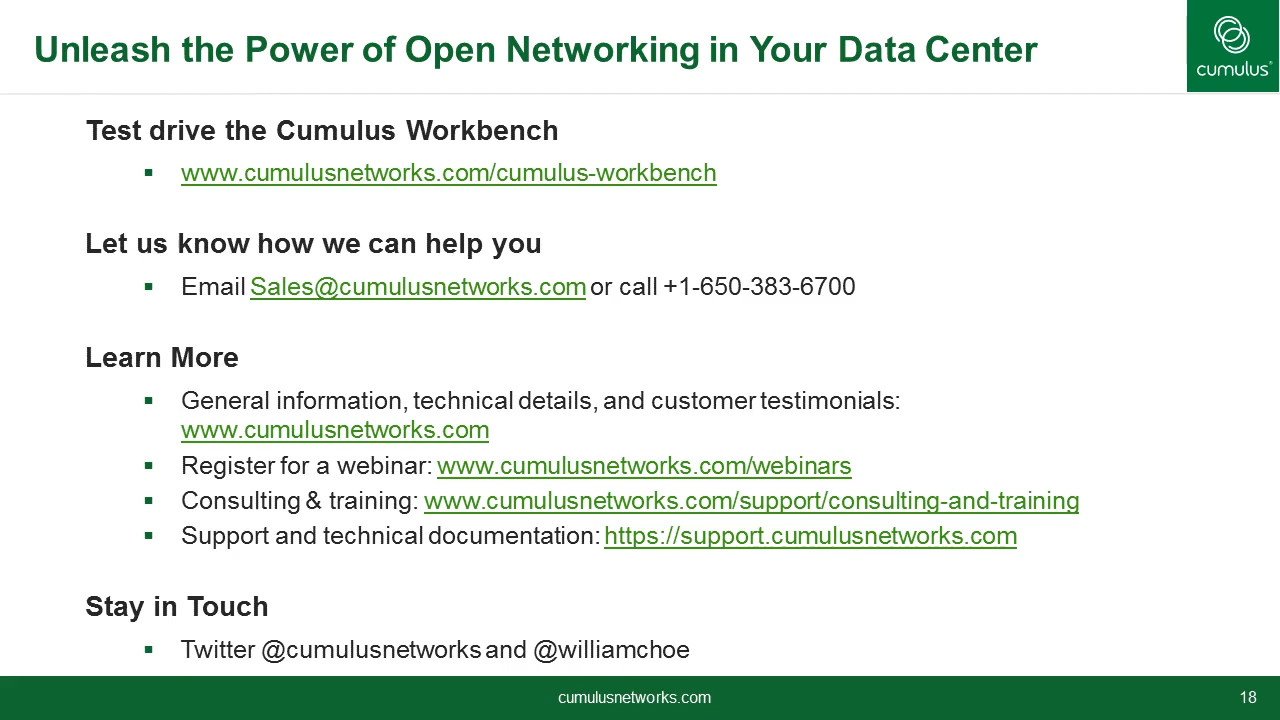 Unleash the Power of Open Networking in Your Data Center
cumulus®
Test drive the Cumulus Workbench
▪ www.cumulusnetworks.com/cumulus-workbench
Let us know how we can help you
▪ Email Sales@cumulusnetworks.com or call +1-650-383-6700
Learn More
▪ General information, technical details, and customer testimonials:
www.cumulusnetworks.com
▪ Register for a webinar: www.cumulusnetworks.com/webinars
▪ Consulting & training: www.cumulusnetworks.com/support/consulting-and-training
▪ Support and technical documentation: https://support.cumulusnetworks.com
Stay in Touch
▪ Twitter @cumulusnetworks and @williamchoe
cumulusnetworks.com
18